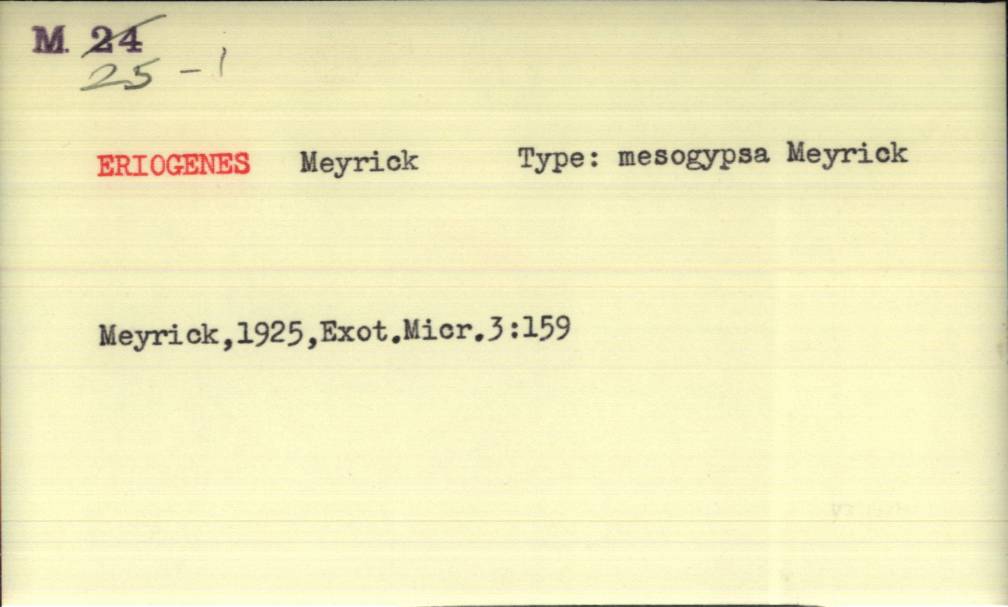 M. 24
25 - 1
ERIOGENES Meyrick Type: mesogypsa Meyrick
Meyrick,1925,Exot.Micr.3:159